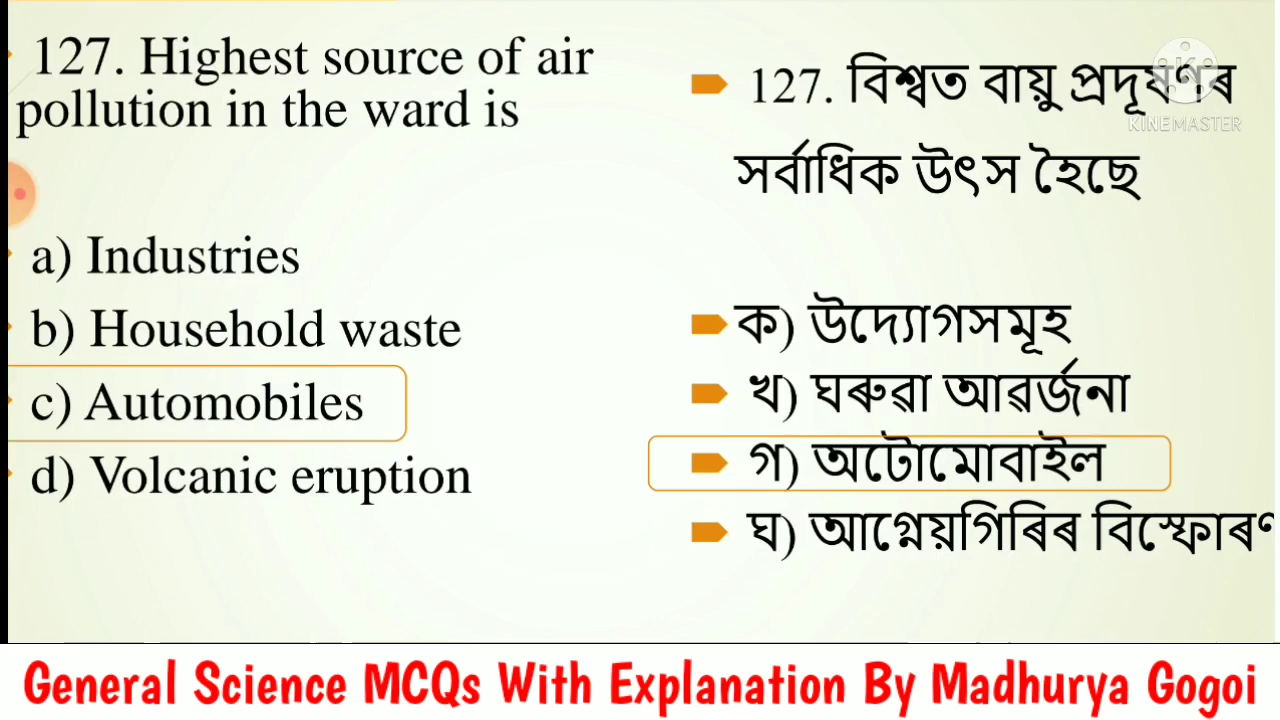 127. Highest source of air
pollution in the ward is
a) Industries
b) Household waste
c) Automobiles
d) Volcanic eruption
127. বিশ্বত বায়ু প্ৰদূষণৰ
সৰ্বাধিক উৎস হৈছে
ক) উদ্যোগসমূহ
খ) ঘৰুৱা আৱৰ্জনা
গ) অটোমোবাইল
ঘ) আগ্নেয়গিৰিৰ বিস্ফোৰণ
KINEMASTER
General Science MCQs With Explanation By Madhurya Gogoi